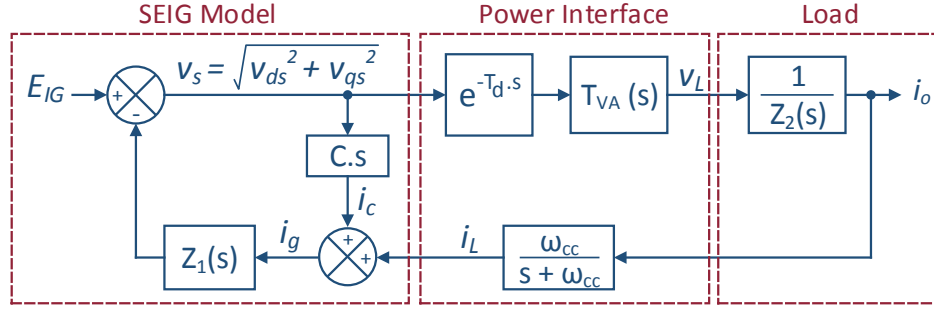 SEIG Model
Power Interface
Load
E_IG
+
-
v_s = √(v_ds² + v_qs²)
e^(-T_d.s)
T_VA (s)
v_L
1
Z_2(s)
i_o
C.s
i_c
Z_1(s)
i_g
+
+
i_L
ω_cc
s + ω_cc